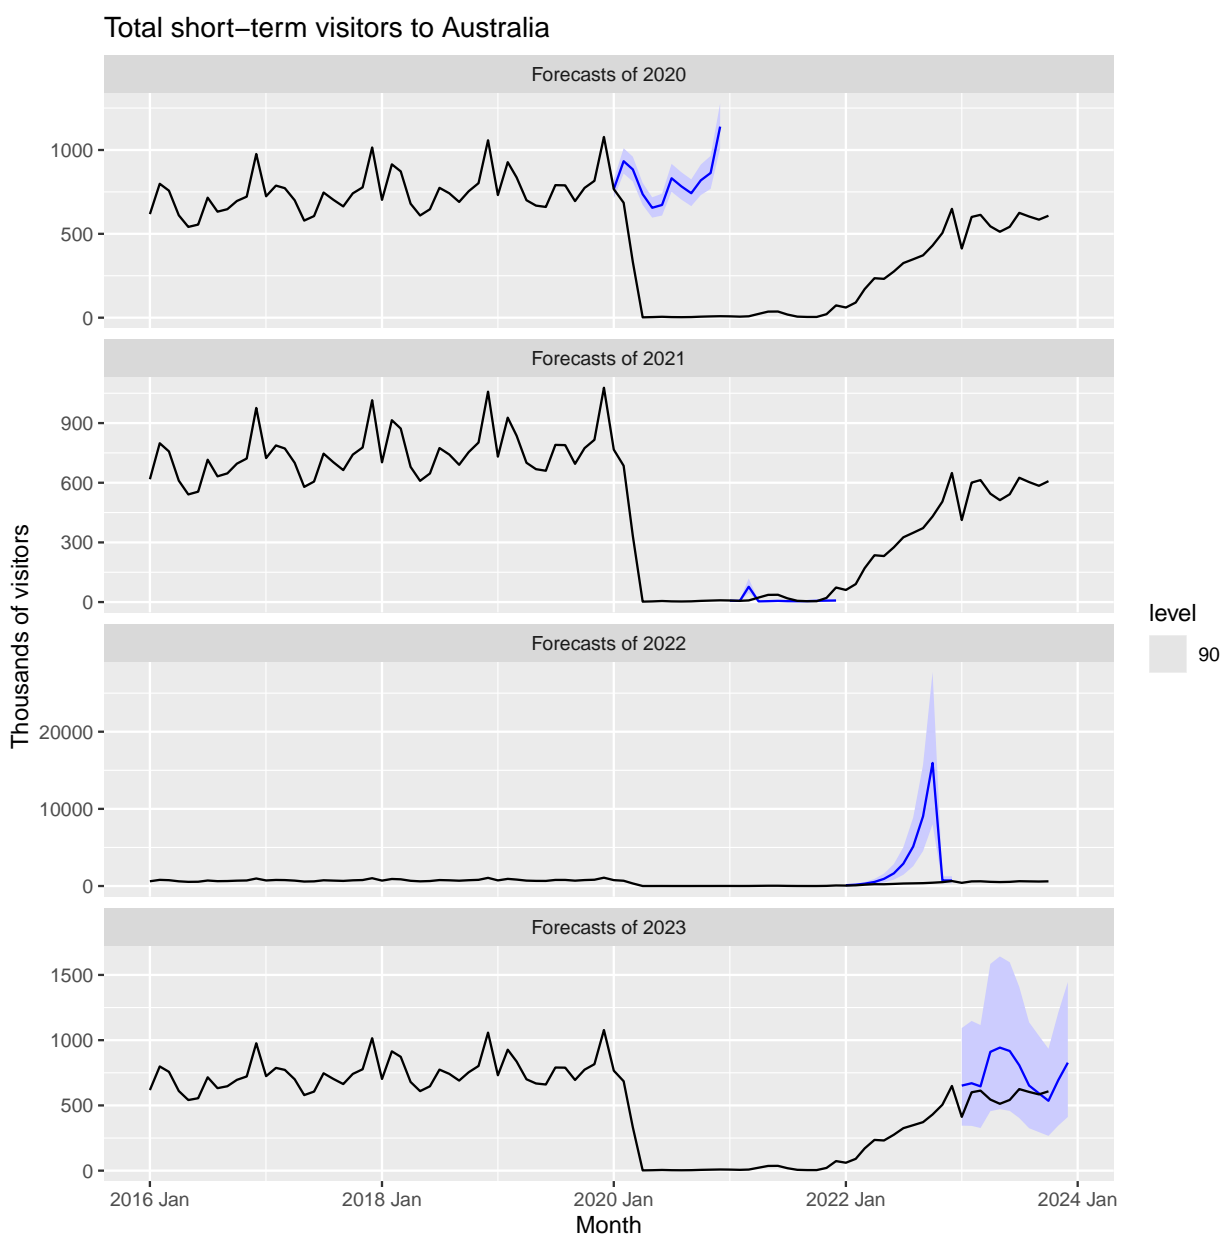 Total short−term visitors to Australia
Forecasts of 2020
1000
500
0
Forecasts of 2021
900
600
300
0
Forecasts of 2022
20000
10000
0
Forecasts of 2023
1500
1000
500
0
2016 Jan
2018 Jan
2020 Jan
2022 Jan
2024 Jan
Month
Thousands of visitors
level
90